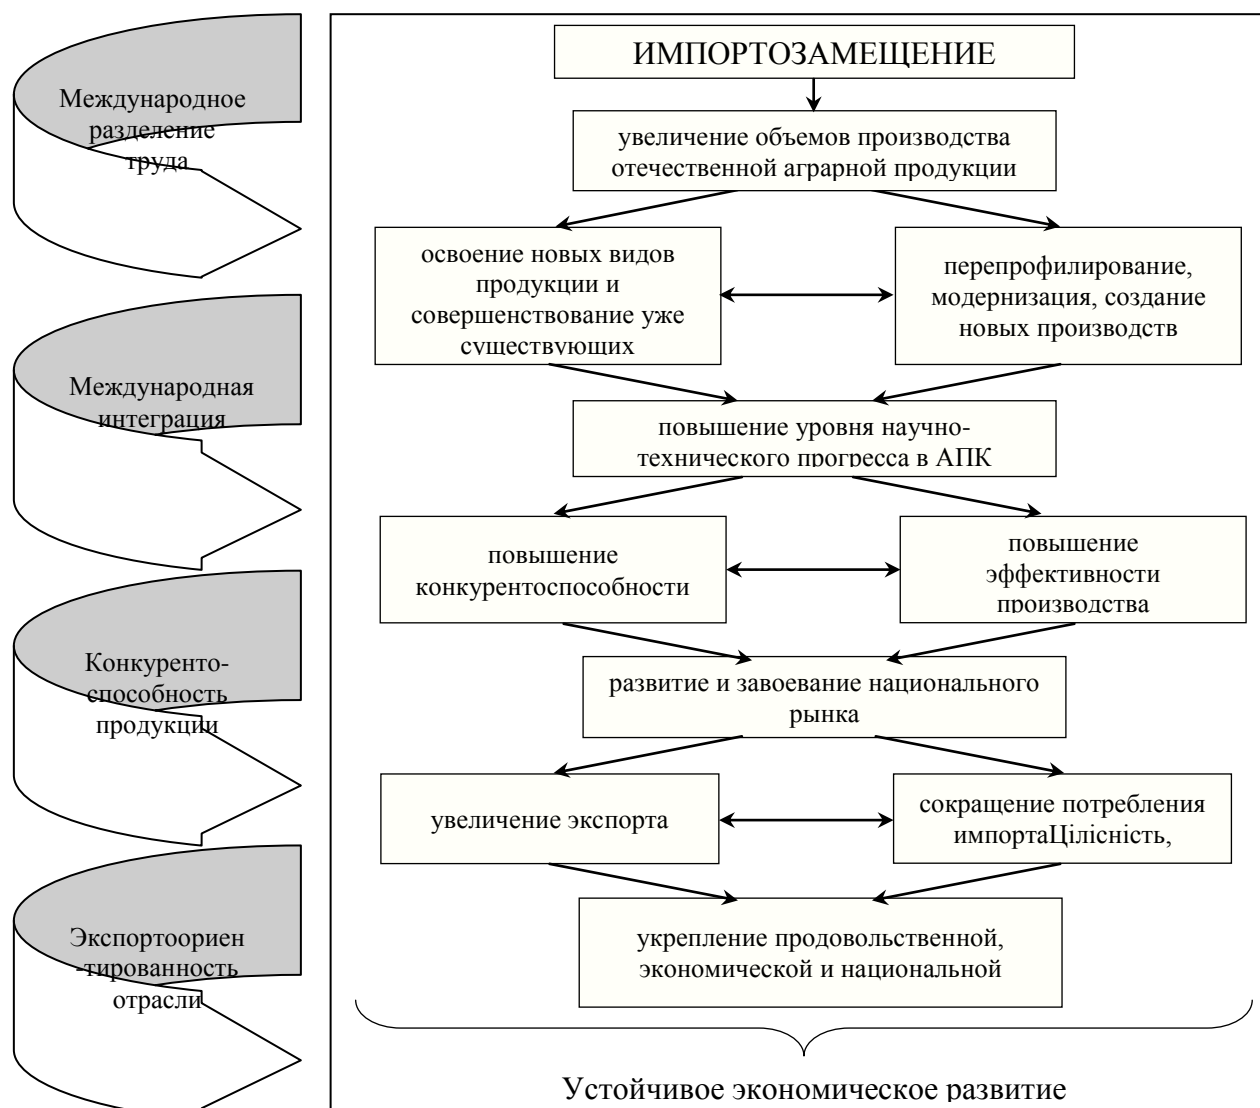 Международное
разделение
труда
Международная
интеграция
Конкуренто-
способность
продукции
Экспортоориен
-тированность
отрасли
ИМПОРТОЗАМЕЩЕНИЕ
увеличение объемов производства
отечественной аграрной продукции
освоение новых видов
продукции и
совершенствование уже
существующих
перепрофилирование,
модернизация, создание
новых производств
повышение уровня научно-
технического прогресса в АПК
повышение
конкурентоспособности
повышение
эффективности
производства
развитие и завоевание национального
рынка
увеличение экспорта
сокращение потребления
импортаЦілісність,
укрепление продовольственной,
экономической и национальной
Устойчивое экономическое развитие